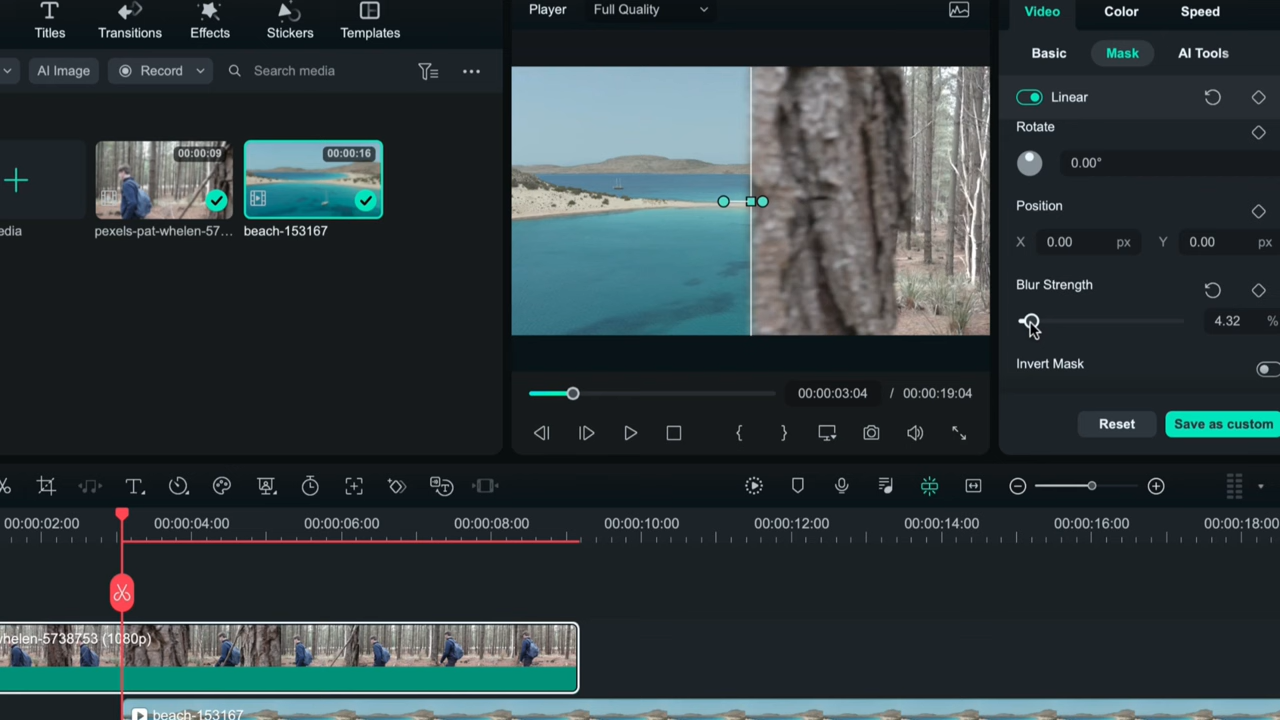 Titles
Transitions
Effects
Stickers
Templates
Player
Full Quality
Video
Color
Speed
AI Image
Record
Search media
Basic
Mask
AI Tools
Linear
Rotate
0.00°
Position
X 0.00 px Y 0.00 px
Blur Strength
4.32 %
Invert Mask
Reset
Save as custom
00:00:09
00:00:16
edia
pexels-pat-whelen-57...
beach-153167
00:00:03:04 / 00:00:19:04
00:00:02:00
00:00:04:00
00:00:06:00
00:00:08:00
00:00:10:00
00:00:12:00
00:00:14:00
00:00:16:00
00:00:18:00
whelen-5738753 (1080p)
beach-153167